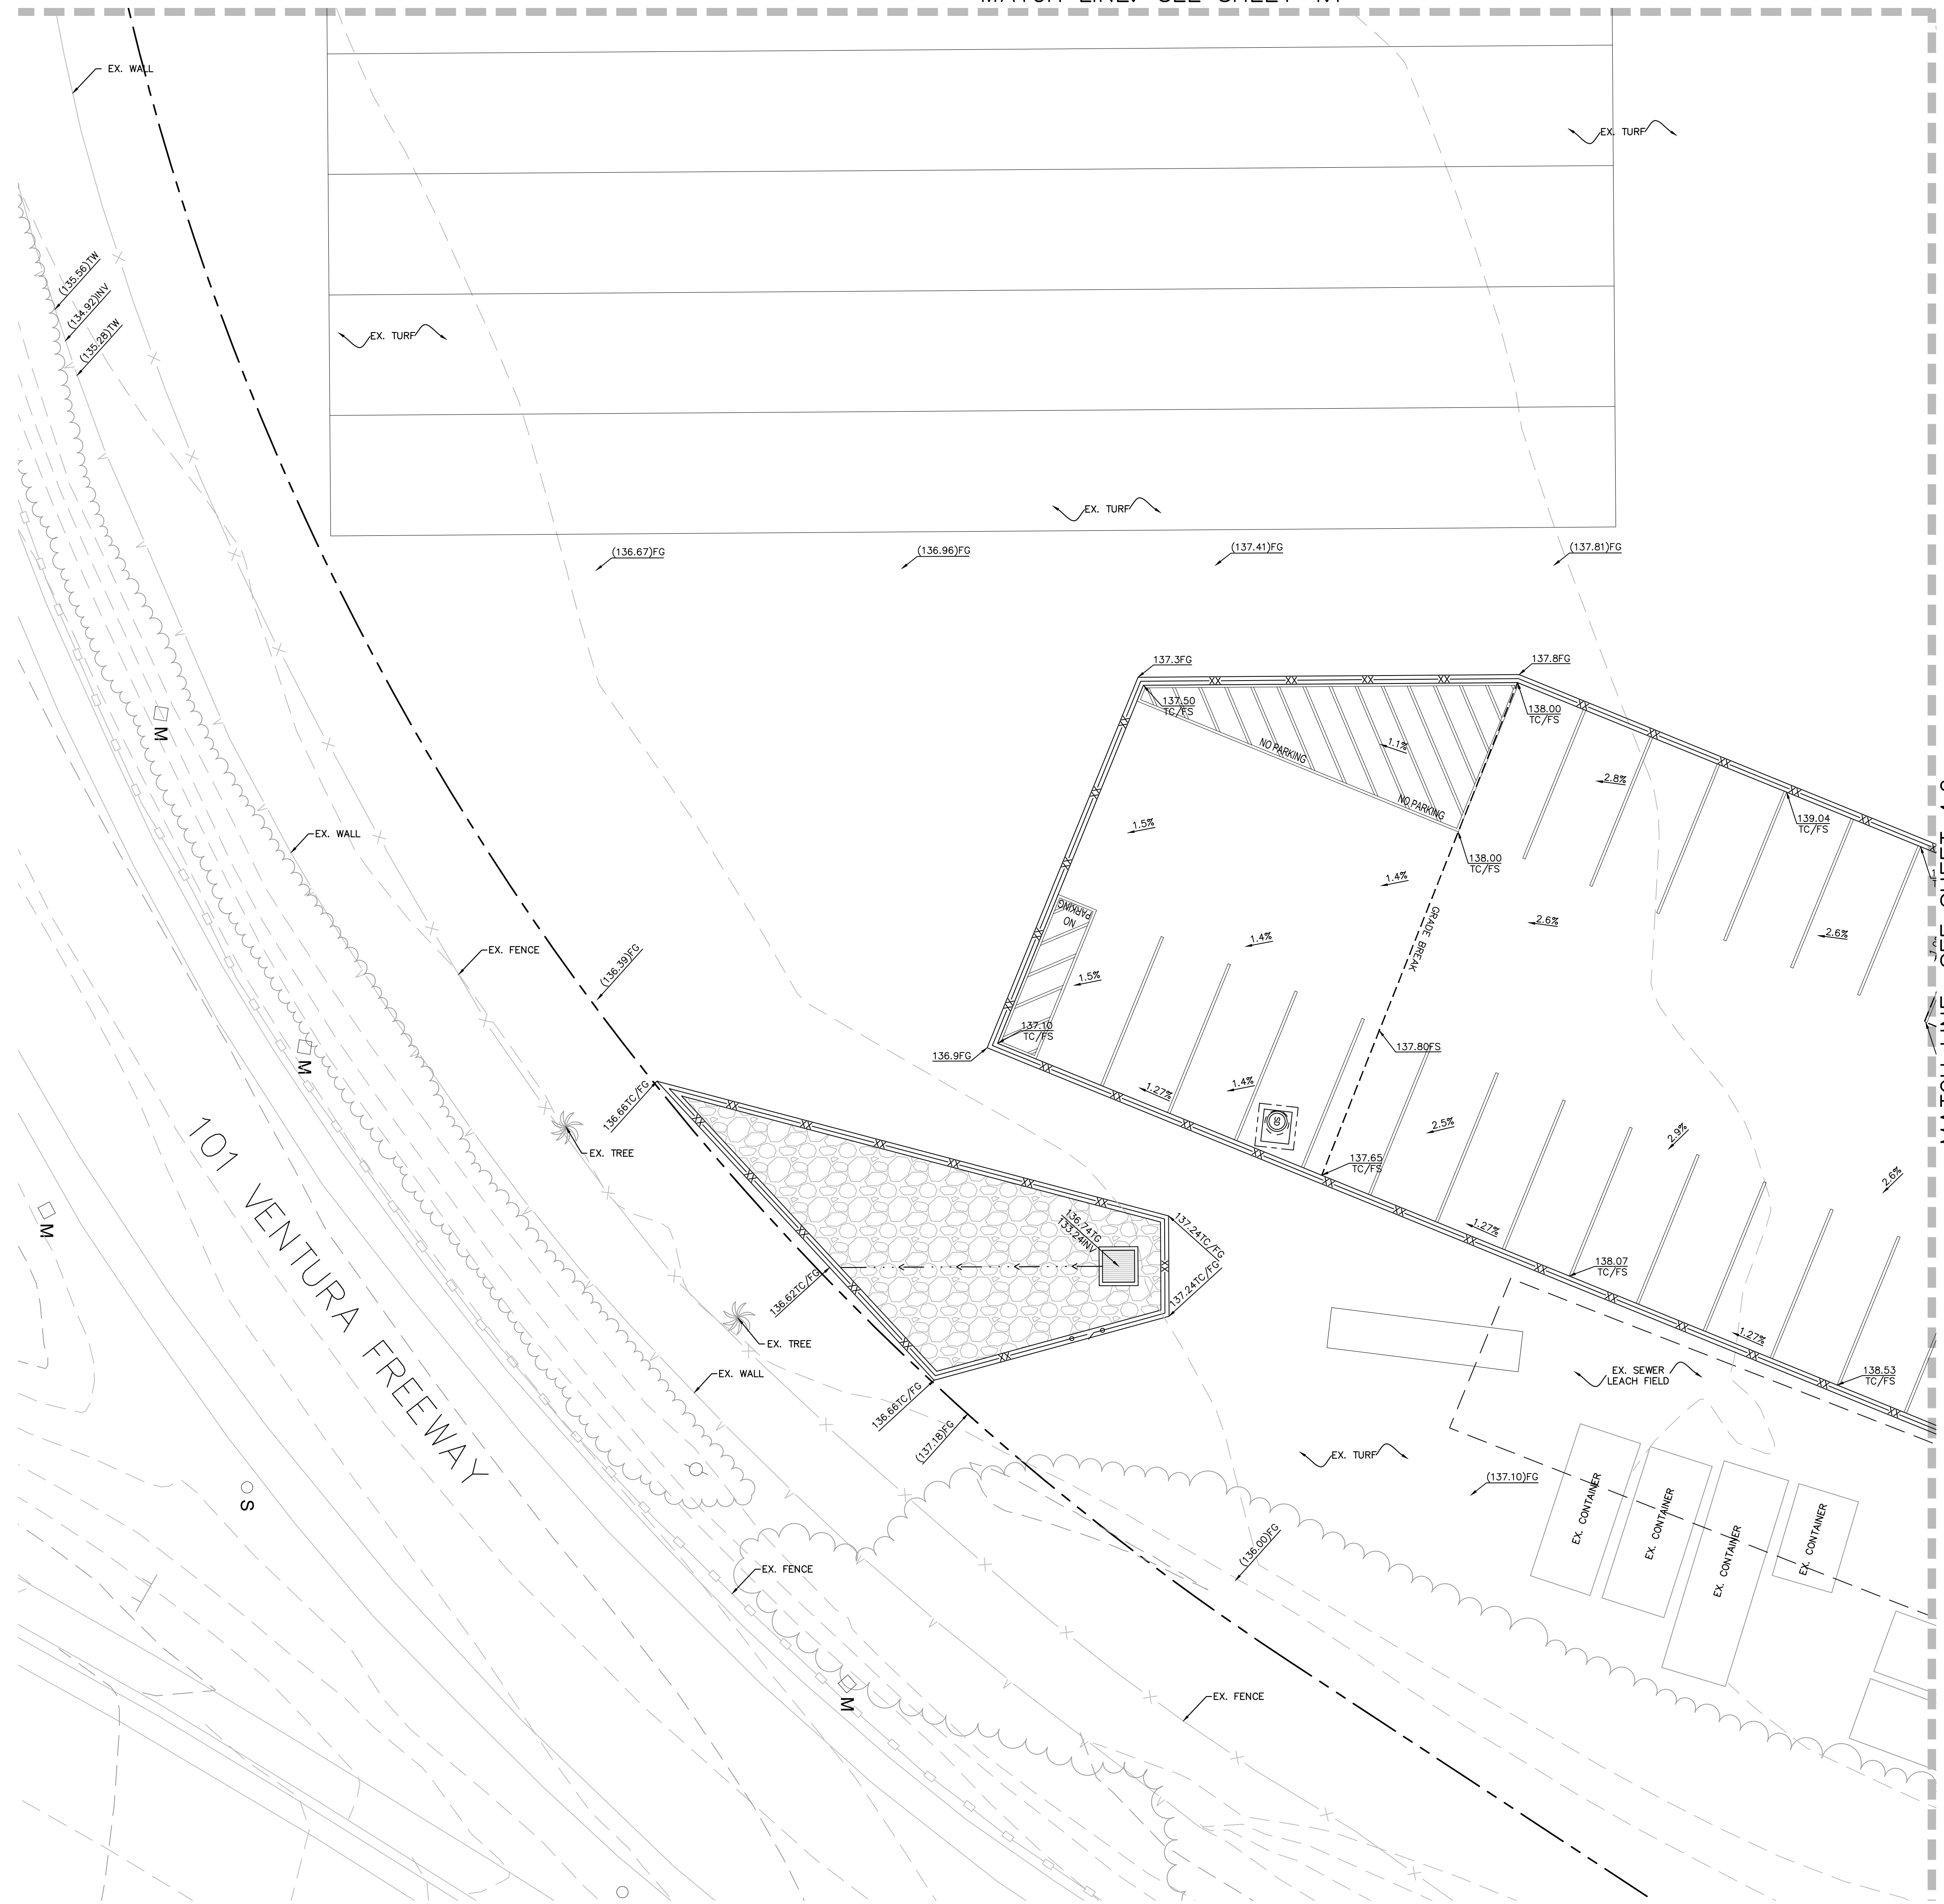 EX. WALL
EX. TURF
(135.56)TW
(134.92)INV
(135.28)TW
EX. TURF
EX. TURF
(136.67)FG
(136.96)FG
(137.41)FG
(137.81)FG
137.3FG
137.8FG
137.50
TC/FS
138.00
TC/FS
M
NO PARKING
1.1%
2.8%
NO PARKING
139.04
TC/FS
1.5%
EX. WALL
138.00
TC/FS
1.4%
NO
PARKING
GRADE BREAK
2.6%
2.6%
1.4%
EX. FENCE
(136.39)FG
1.5%
137.10
TC/FS
136.9FG
137.80FS
M
1.27%
1.4%
2.5%
2.9%
136.66TC/FG
EX. TREE
137.65
TC/FS
2.6%
101 VENTURA FREEWAY
M
136.74TG
133.24INV
137.24TC/FG
137.24TC/FG
1.27%
138.07
TC/FS
136.62TC/FG
EX. TREE
1.27%
EX. WALL
EX. SEWER
LEACH FIELD
138.53
TC/FS
136.66TC/FG
(137.18)FG
EX. TURF
(137.10)FG
S
EX. CONTAINER
EX. CONTAINER
EX. CONTAINER
EX. CONTAINER
(136.00)FG
EX. FENCE
M
EX. FENCE